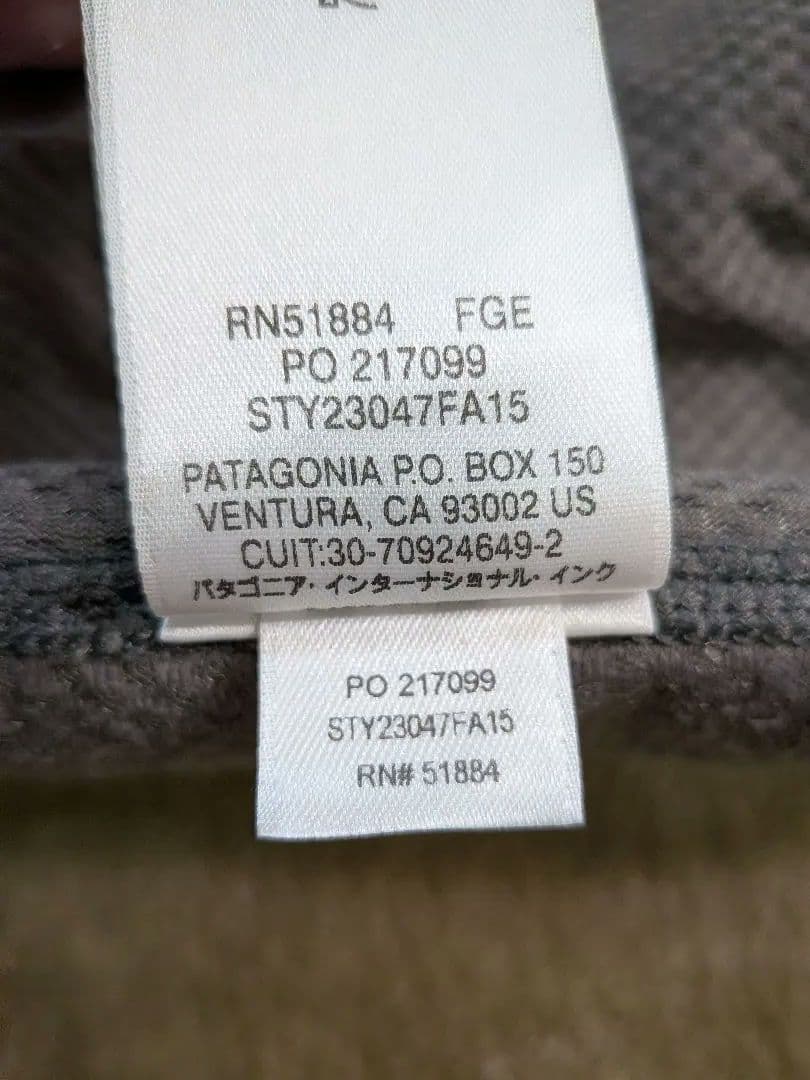 RN51884 FGE
PO 217099
STY23047FA15
PATAGONIA P.O. BOX 150
VENTURA, CA 93002 US
CUIT:30-70924649-2
パタゴニア・インターナショナル・インク
PO 217099
STY23047FA15
RN# 51884